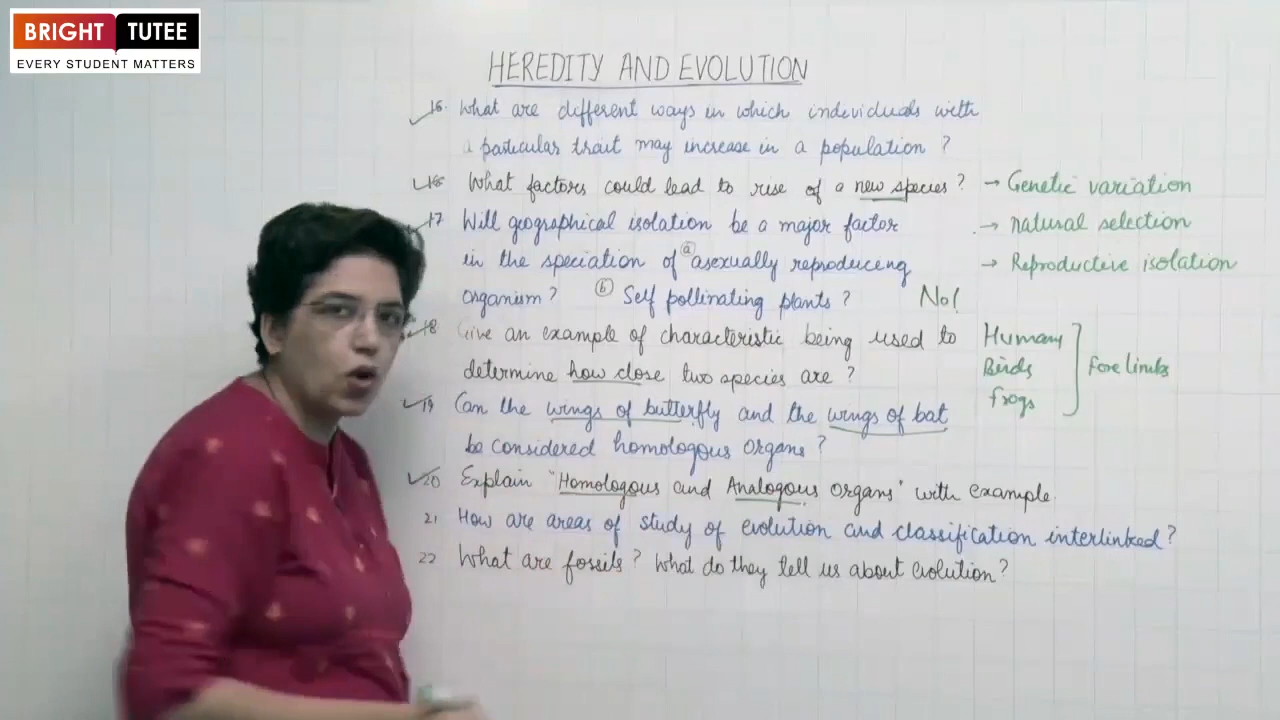 BRIGHT TUTEE
EVERY STUDENT MATTERS
HEREDITY AND EVOLUTION
15. What are different ways in which individuals with
a particular trait may increase in a population ?
16 What factors could lead to rise of a new species ? → Genetic variation
17 Will geographical isolation be a major factor → natural selection
in the speciation of (a) asexually reproduceng → Reproductive isolation
organism ? (b) Self pollinating plants ? No!
18 Give an example of characteristic being used to Humans
determine how close two species are ? Birds Fore limbs
frogs
19 Can the wings of butterfly and the wings of bat
be considered homologous organs ?
20 Explain "Homologous and Analogous organs" with example.
21 How are areas of study of evolution and classification interlinked ?
22 What are fossils ? What do they tell us about evolution ?